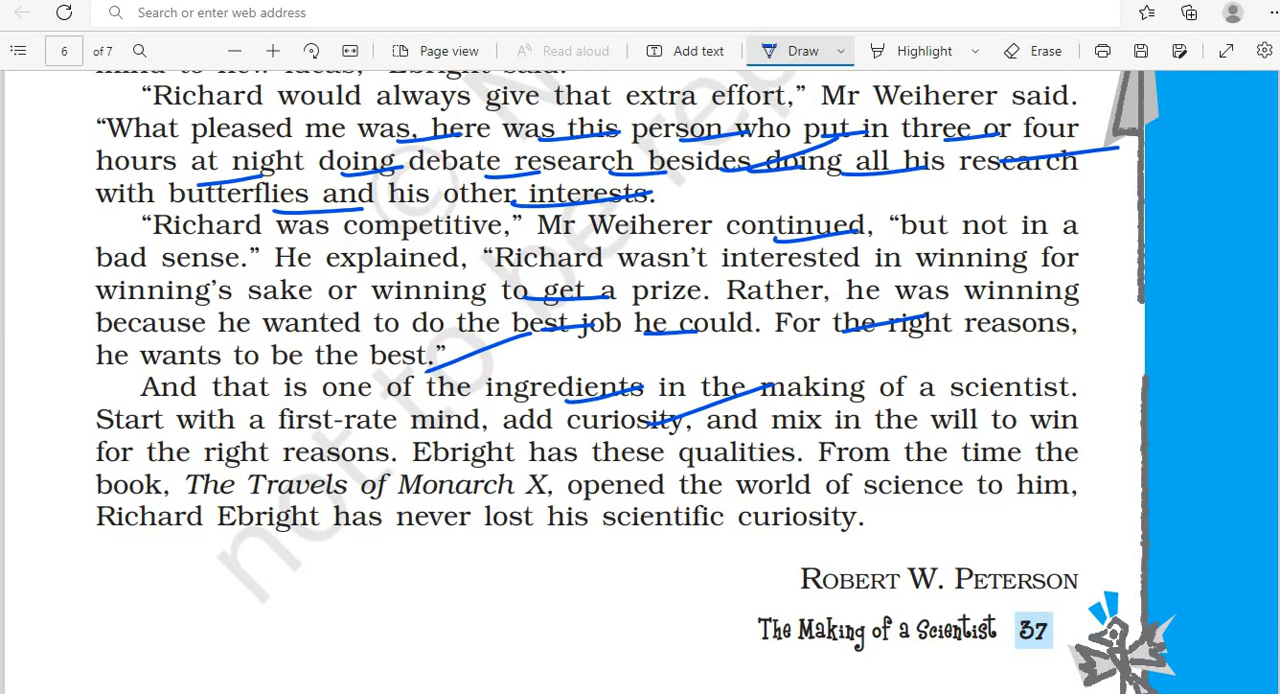 Search or enter web address
6 of 7 Page view Read aloud Add text Draw Highlight Erase
Ebright said.
“Richard would always give that extra effort,” Mr Weiherer said.
“What pleased me was, here was this person who put in three or four
hours at night doing debate research besides doing all his research
with butterflies and his other interests.
“Richard was competitive,” Mr Weiherer continued, “but not in a
bad sense.” He explained, “Richard wasn’t interested in winning for
winning’s sake or winning to get a prize. Rather, he was winning
because he wanted to do the best job he could. For the right reasons,
he wants to be the best.”
And that is one of the ingredients in the making of a scientist.
Start with a first-rate mind, add curiosity, and mix in the will to win
for the right reasons. Ebright has these qualities. From the time the
book, The Travels of Monarch X, opened the world of science to him,
Richard Ebright has never lost his scientific curiosity.
ROBERT W. PETERSON
The Making of a Scientist 37
not to be rep
© N